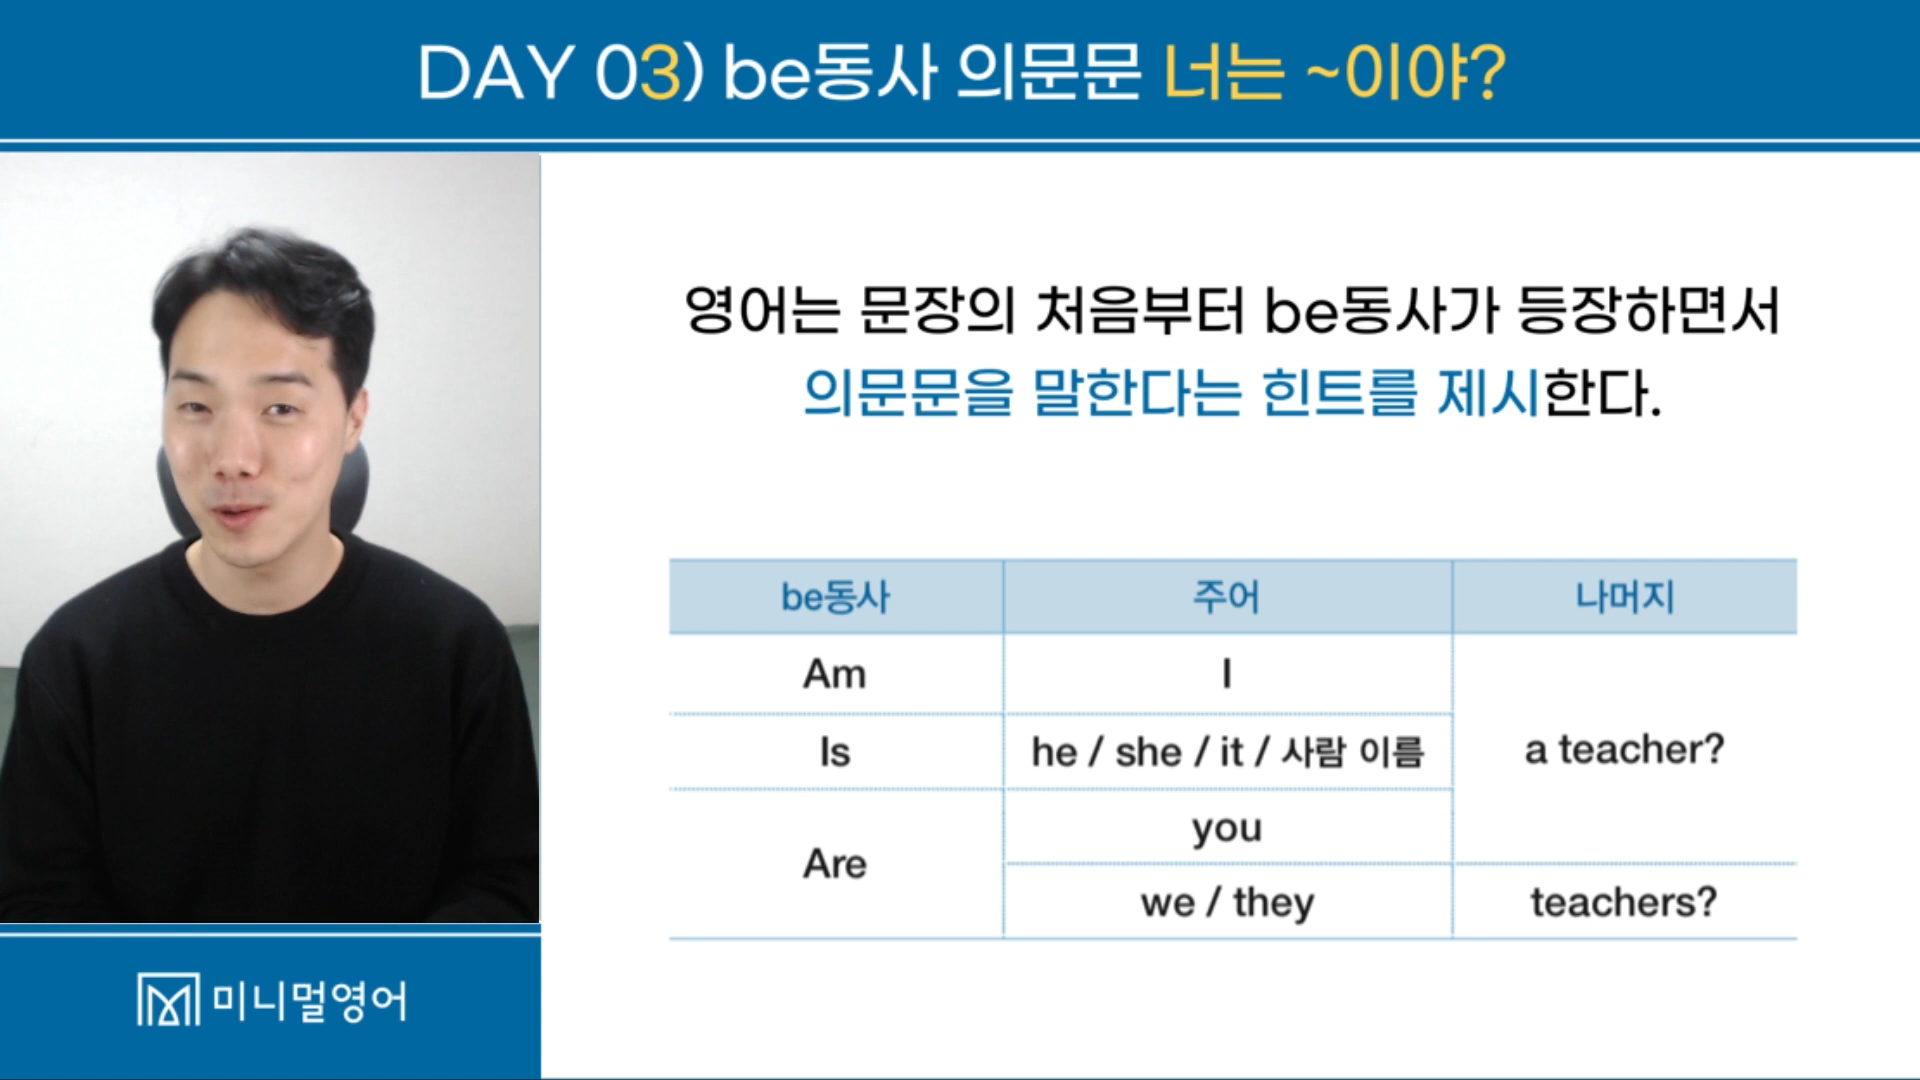 DAY 03) be동사 의문문 너는 ~이야?
영어는 문장의 처음부터 be동사가 등장하면서
의문문을 말한다는 힌트를 제시한다.
be동사 주어 나머지
Am I
Is he / she / it / 사람 이름 a teacher?
Are you
we / they teachers?
미니멀영어